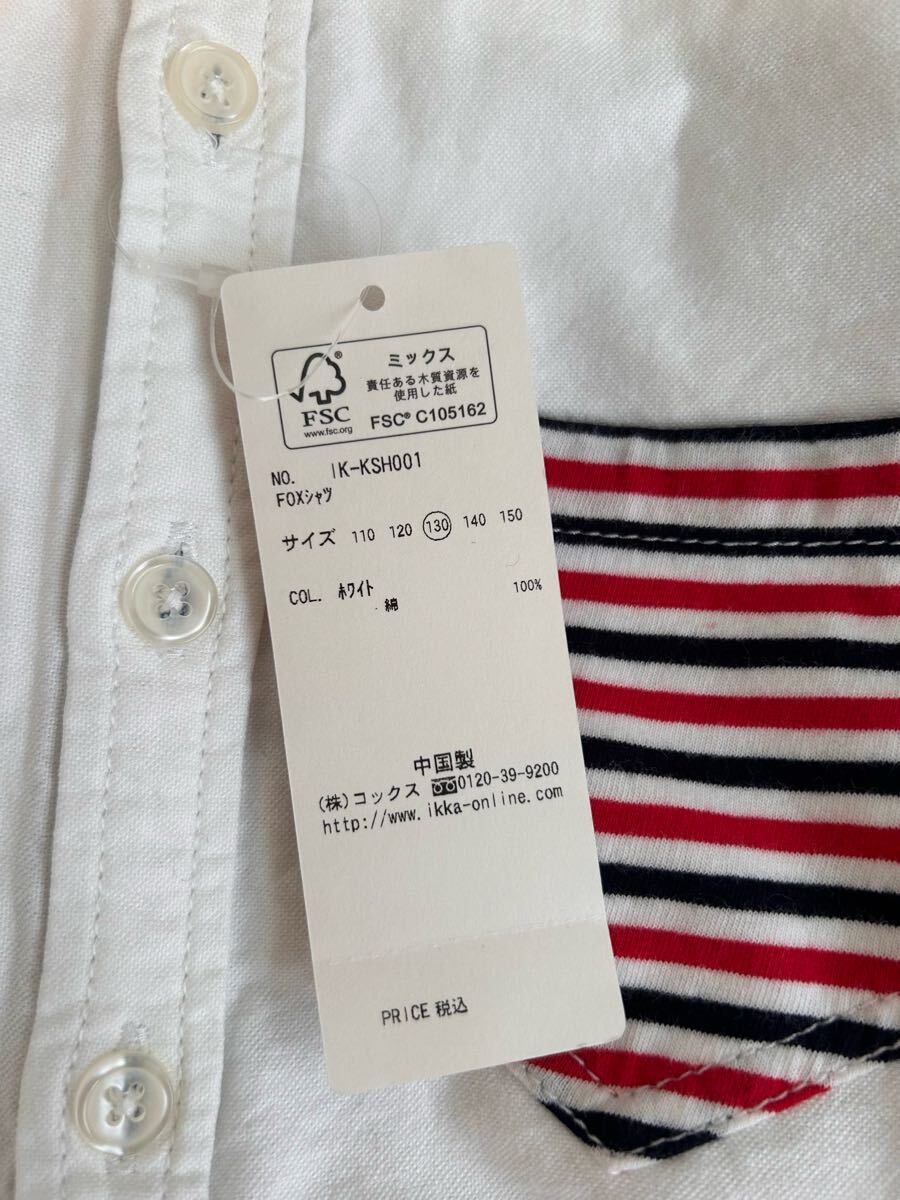 ミックス
責任ある木質資源を
使用した紙
FSC® C105162
®
FSC
www.fsc.org
NO. IK-KSH001
FOXシャツ
サイズ 110 120 130 140 150
COL. ホワイト
綿 100%
中国製
(株)コックス 0120-39-9200
http://www.ikka-online.com
PRICE 税込